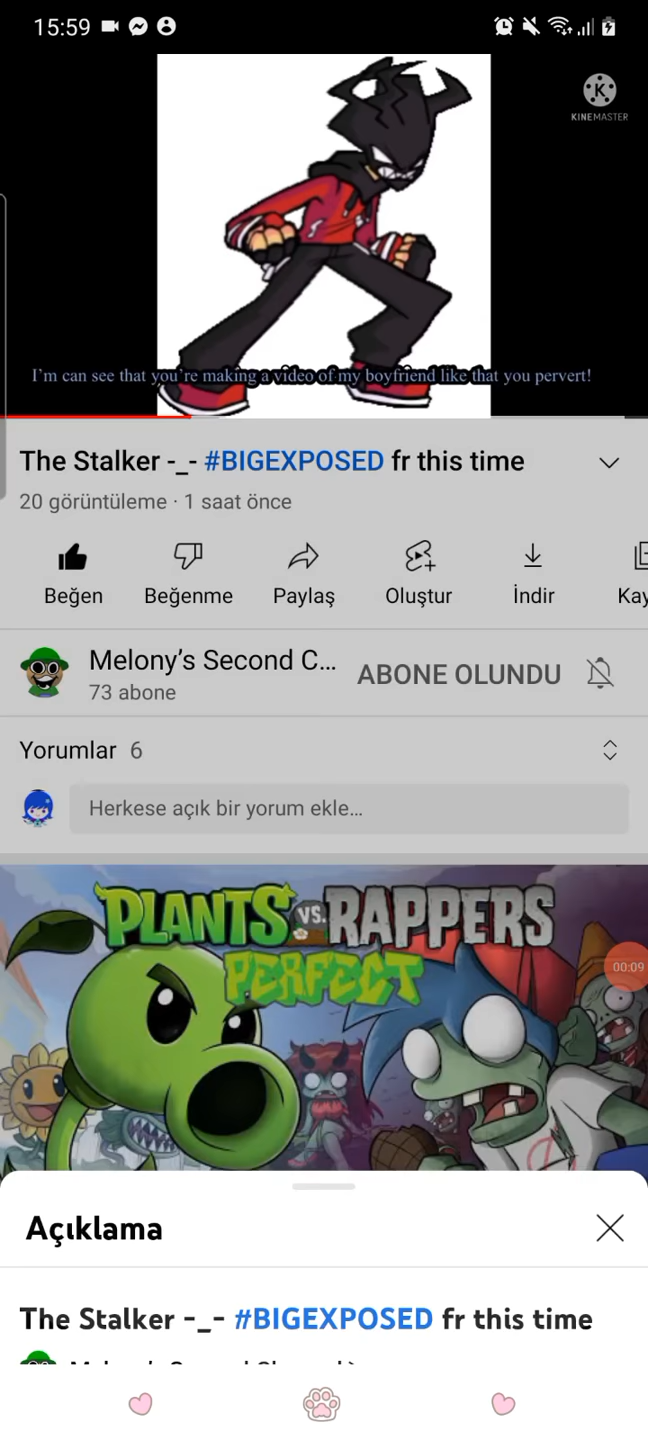 15:59
K
KINEMASTER
I'm can see that you're making a video of my boyfriend like that you pervert!
The Stalker -_- #BIGEXPOSED fr this time
20 görüntüleme · 1 saat önce
Beğen Beğenme Paylaş Oluştur İndir Kay
Melony's Second C... ABONE OLUNDU
73 abone
Yorumlar 6
Herkese açık bir yorum ekle...
PLANTS VS. RAPPERS
PERFECT
00:09
Açıklama
The Stalker -_- #BIGEXPOSED fr this time